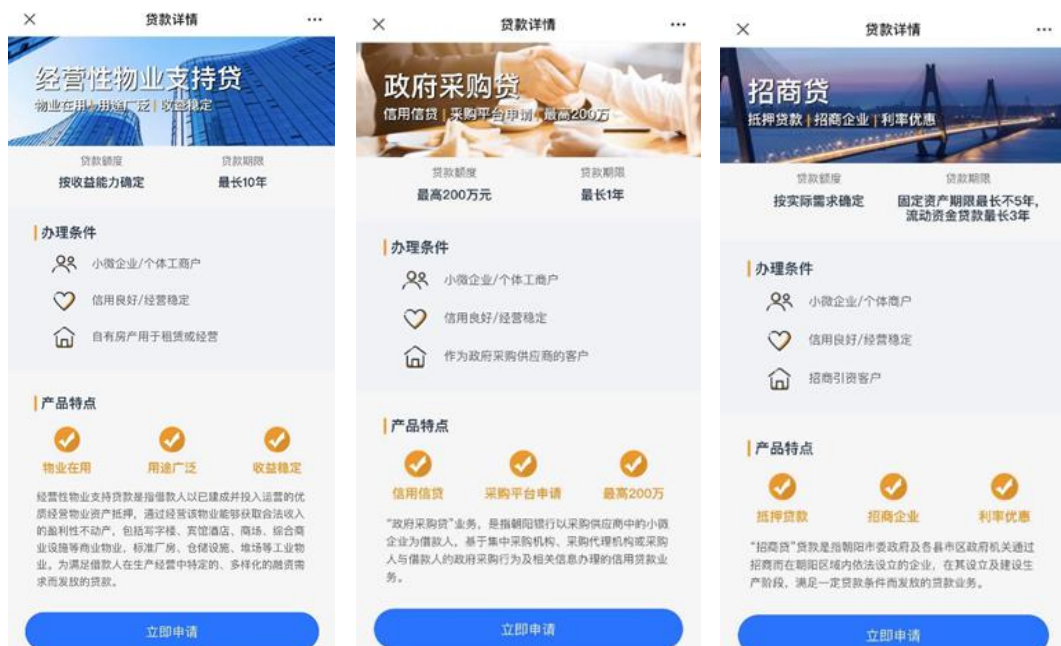 贷款详情
经营性物业支持贷
物业在用 | 用途广泛 | 收益稳定
贷款额度
贷款期限
按收益能力确定
最长10年
办理条件
小微企业/个体工商户
信用良好/经营稳定
自有房产用于租赁或经营
产品特点
物业在用
用途广泛
收益稳定
经营性物业支持贷款是指借款人以已建成并投入运营的优
质经营物业资产抵押，通过经营该物业能够获取合法收入
的盈利性不动产，包括写字楼、宾馆酒店、商场、综合商
业设施等商业物业，标准厂房、仓储设施、堆场等工业物
业。为满足借款人在生产经营中特定的、多样化的融资需
求而发放的贷款。
立即申请
贷款详情
政府采购贷
信用信贷 | 采购平台申请 | 最高200万
贷款额度
贷款期限
最高200万元
最长1年
办理条件
小微企业/个体工商户
信用良好/经营稳定
作为政府采购供应商的客户
产品特点
信用信贷
采购平台申请
最高200万
“政府采购贷”业务，是指朝阳银行以采购供应商中的小微
企业为借款人，基于集中采购机构、采购代理机构或采购
人与借款人的政府采购行为及相关信息办理的信用贷款业
务。
立即申请
贷款详情
招商贷
抵押贷款 | 招商企业 | 利率优惠
贷款额度
贷款期限
按实际需求确定
固定资产期限最长不5年，
流动资金贷款最长3年
办理条件
小微企业/个体商户
信用良好/经营稳定
招商引资客户
产品特点
抵押贷款
招商企业
利率优惠
“招商贷”贷款是指朝阳市委政府及各县市区政府机关通过
招商而在朝阳区域内依法设立的企业，在其设立及建设生
产阶段，满足一定贷款条件而发放的贷款业务。
立即申请